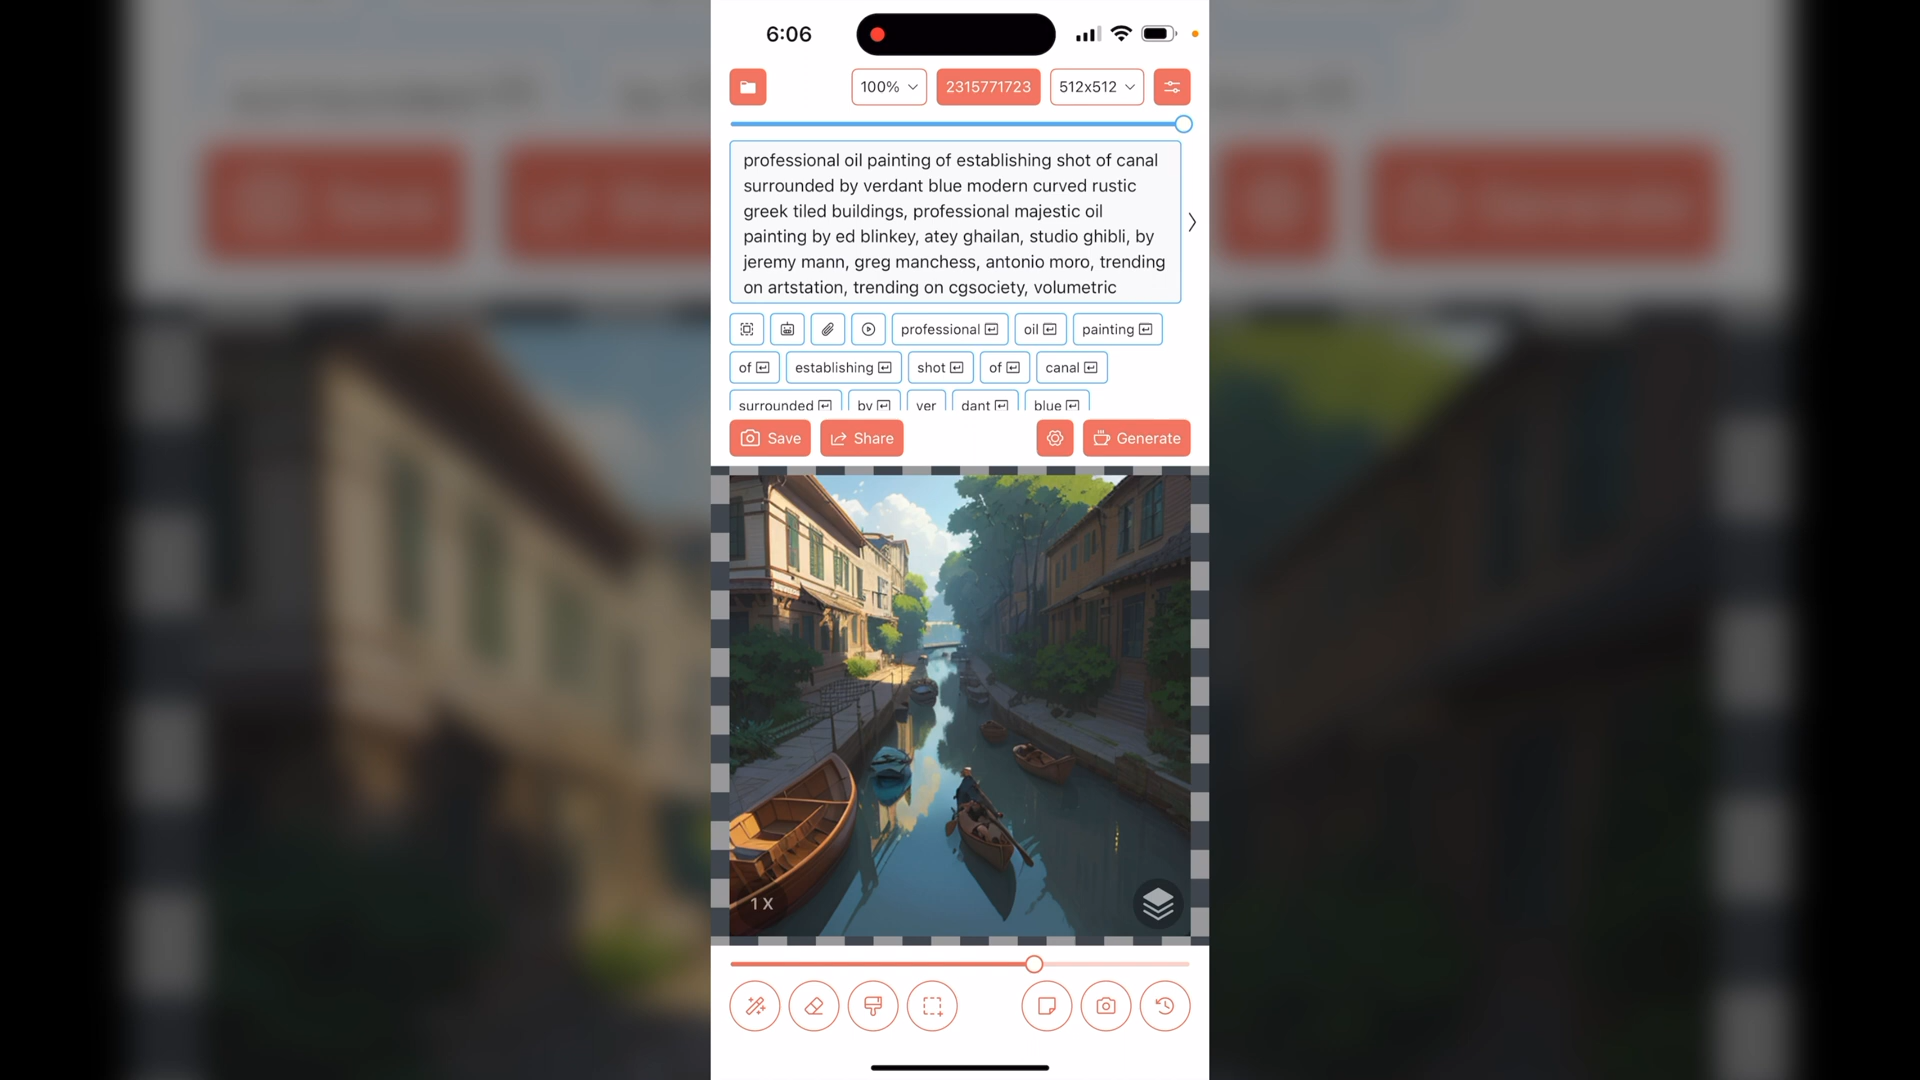 6:06
100% 2315771723 512x512
professional oil painting of establishing shot of canal
surrounded by verdant blue modern curved rustic
greek tiled buildings, professional majestic oil
painting by ed blinkey, atey ghailan, studio ghibli, by
jeremy mann, greg manchess, antonio moro, trending
on artstation, trending on cgsociety, volumetric
professional oil painting
of establishing shot of canal
surrounded by ver dant blue
Save Share Generate
1 X